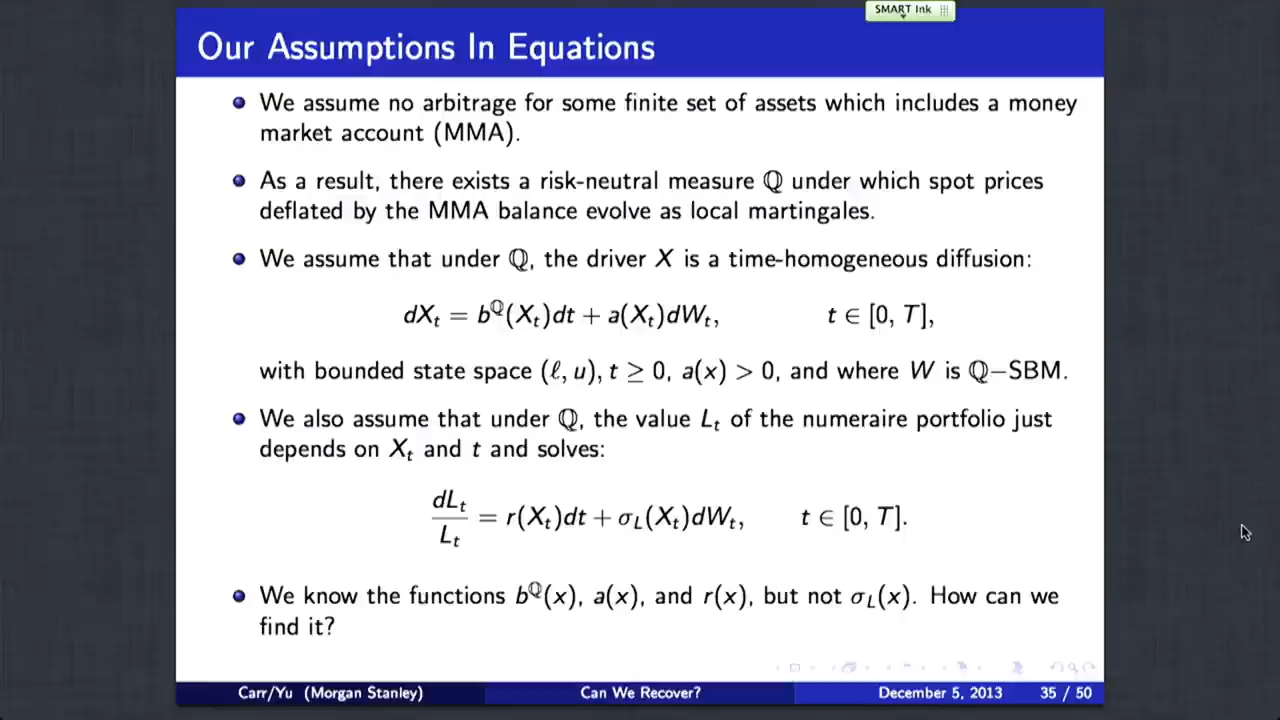 SMART Ink
Our Assumptions In Equations
We assume no arbitrage for some finite set of assets which includes a money
market account (MMA).
As a result, there exists a risk-neutral measure ℚ under which spot prices
deflated by the MMA balance evolve as local martingales.
We assume that under ℚ, the driver X is a time-homogeneous diffusion:
dX_t = b^ℚ(X_t)dt + a(X_t)dW_t, t ∈ [0, T],
with bounded state space (ℓ, u), t ≥ 0, a(x) > 0, and where W is ℚ−SBM.
We also assume that under ℚ, the value L_t of the numeraire portfolio just
depends on X_t and t and solves:
dL_t/L_t = r(X_t)dt + σ_L(X_t)dW_t, t ∈ [0, T].
We know the functions b^ℚ(x), a(x), and r(x), but not σ_L(x). How can we
find it?
Carr/Yu (Morgan Stanley) Can We Recover? December 5, 2013 35 / 50